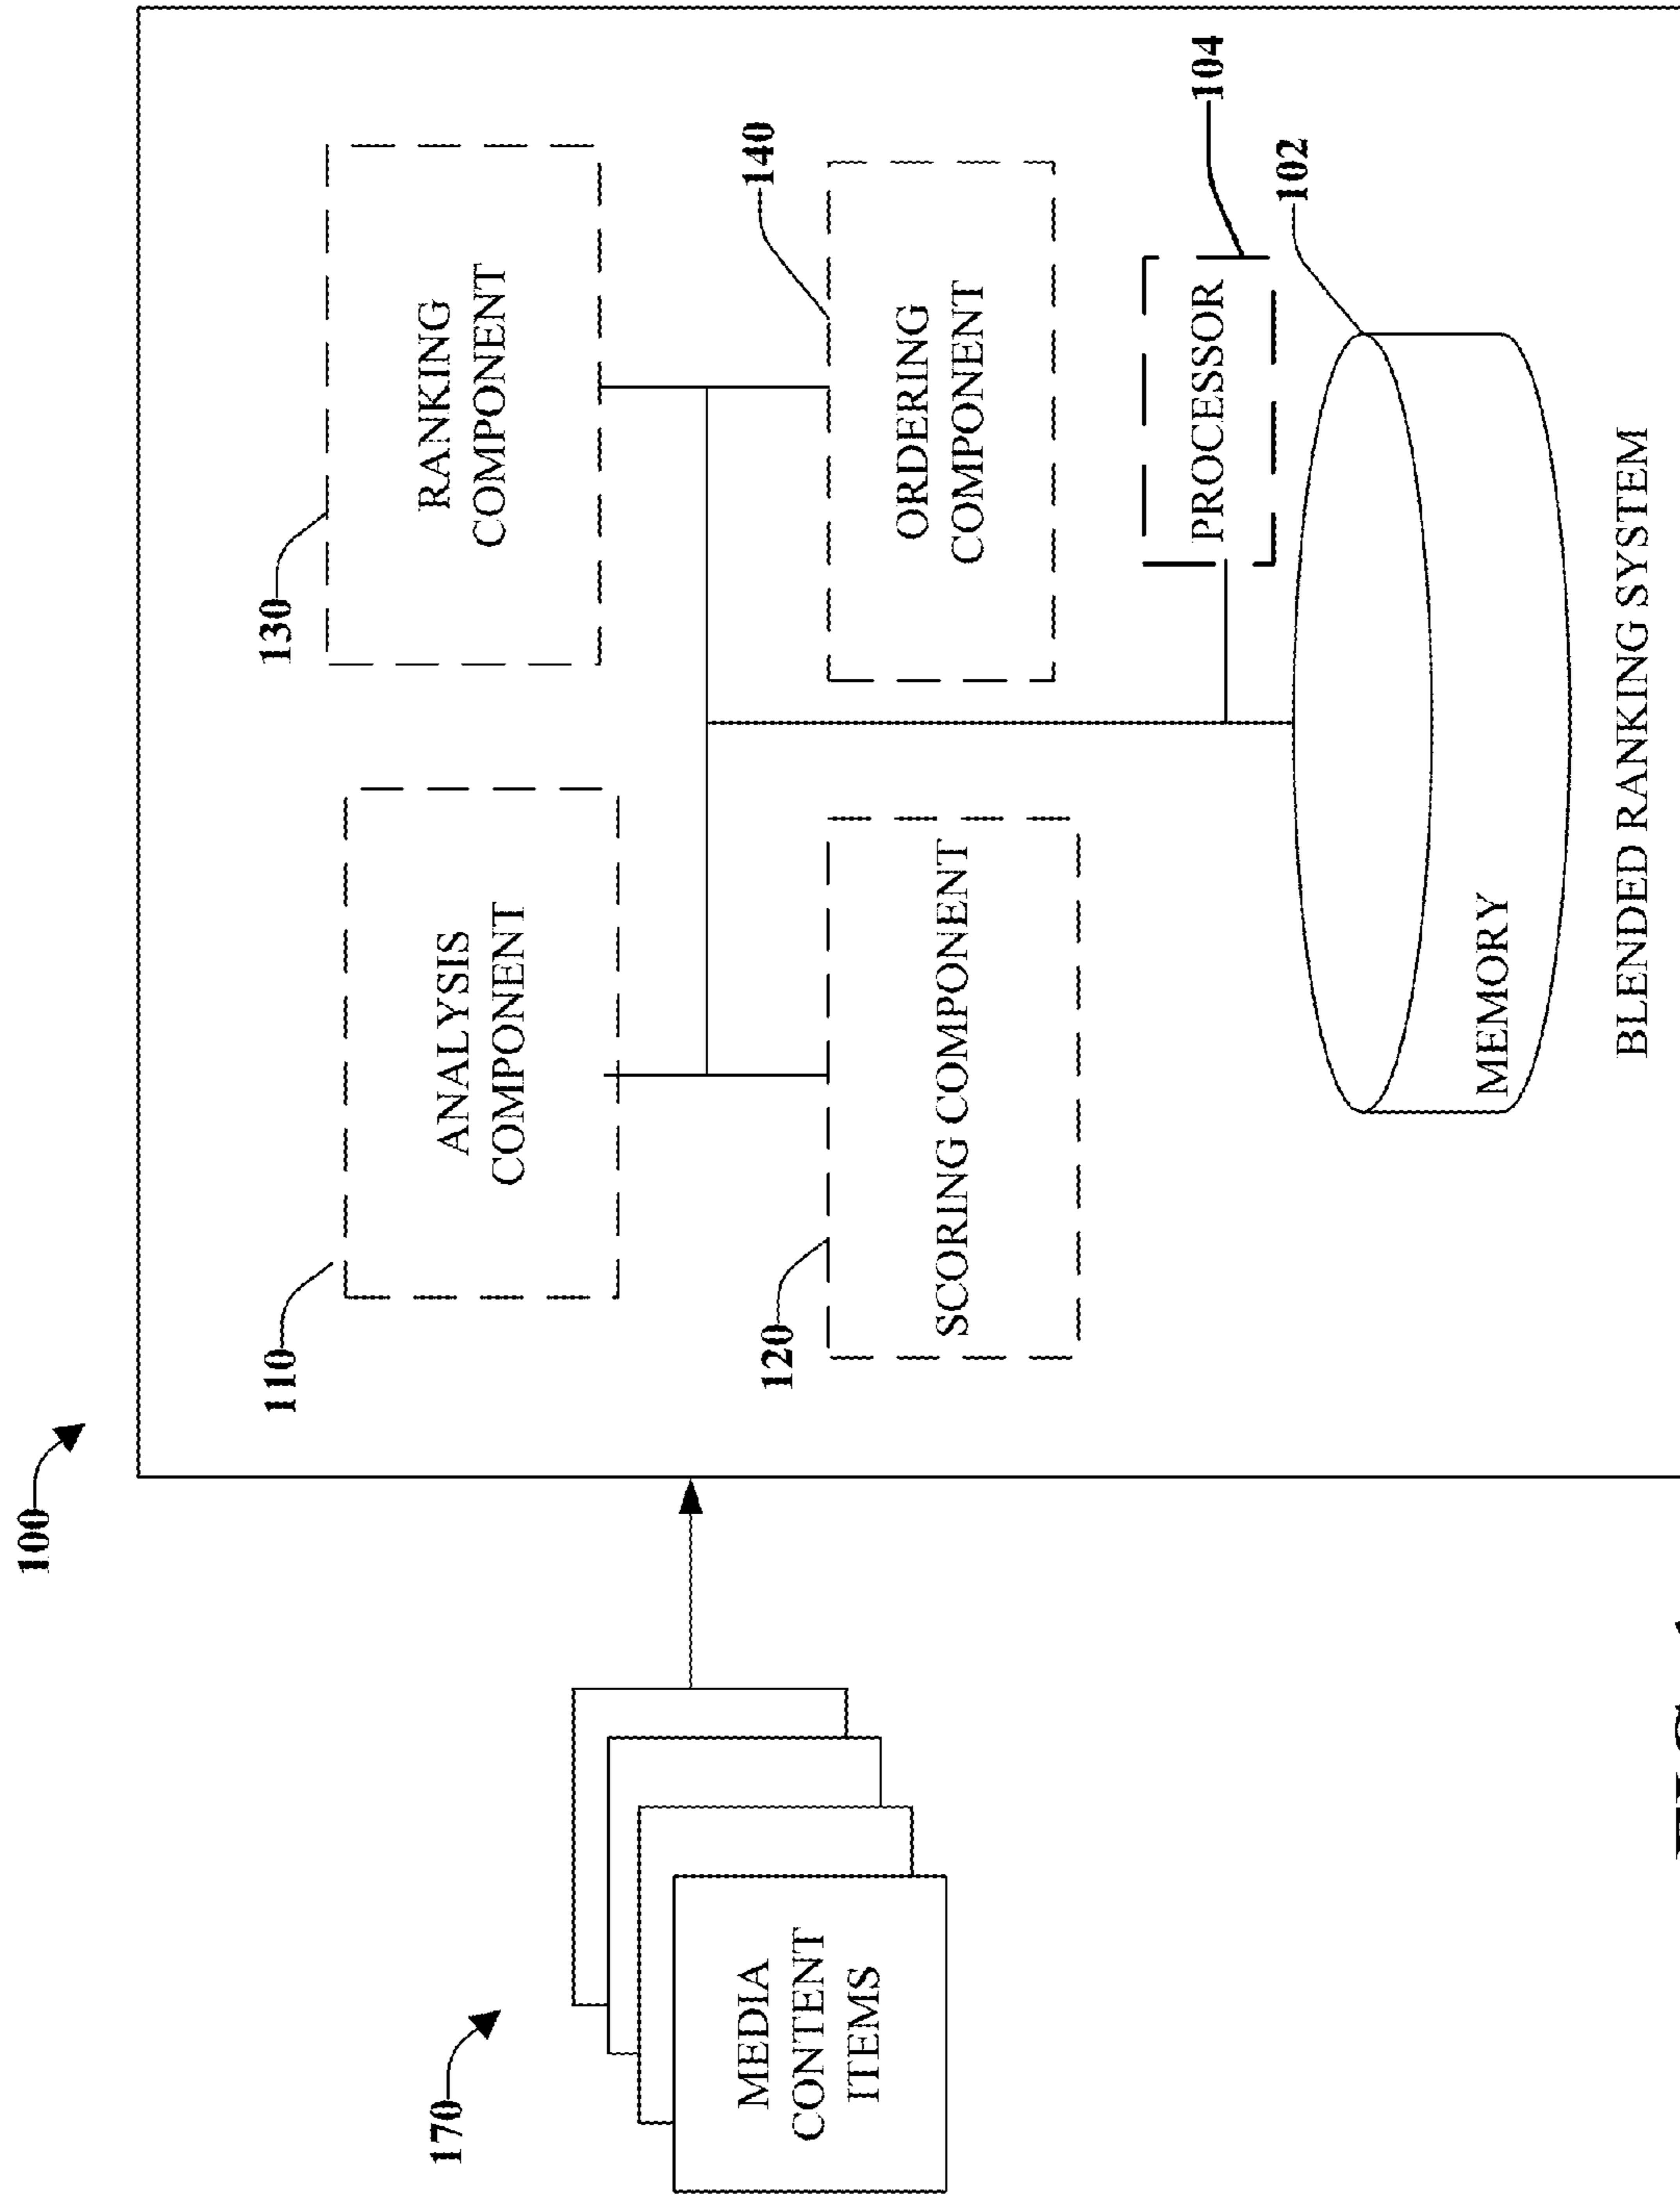 100
170
MEDIA
CONTENT
ITEMS
110
ANALYSIS
COMPONENT
130
RANKING
COMPONENT
120
SCORING COMPONENT
140
ORDERING
COMPONENT
104
PROCESSOR
102
MEMORY
BLENDED RANKING SYSTEM